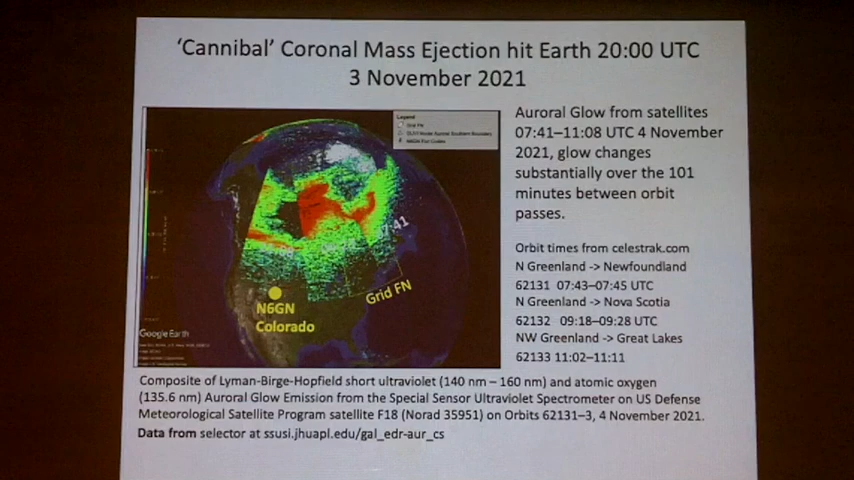 'Cannibal' Coronal Mass Ejection hit Earth 20:00 UTC
3 November 2021
Auroral Glow from satellites
07:41–11:08 UTC 4 November
2021, glow changes
substantially over the 101
minutes between orbit
passes.
Orbit times from celestrak.com
N Greenland -> Newfoundland
62131 07:43–07:45 UTC
N Greenland -> Nova Scotia
62132 09:18–09:28 UTC
NW Greenland -> Great Lakes
62133 11:02–11:11
Legend
:41
Grid FN
N6GN
Colorado
Google Earth
Composite of Lyman-Birge-Hopfield short ultraviolet (140 nm – 160 nm) and atomic oxygen
(135.6 nm) Auroral Glow Emission from the Special Sensor Ultraviolet Spectrometer on US Defense
Meteorological Satellite Program satellite F18 (Norad 35951) on Orbits 62131–3, 4 November 2021.
Data from selector at ssusi.jhuapl.edu/gal_edr-aur_cs